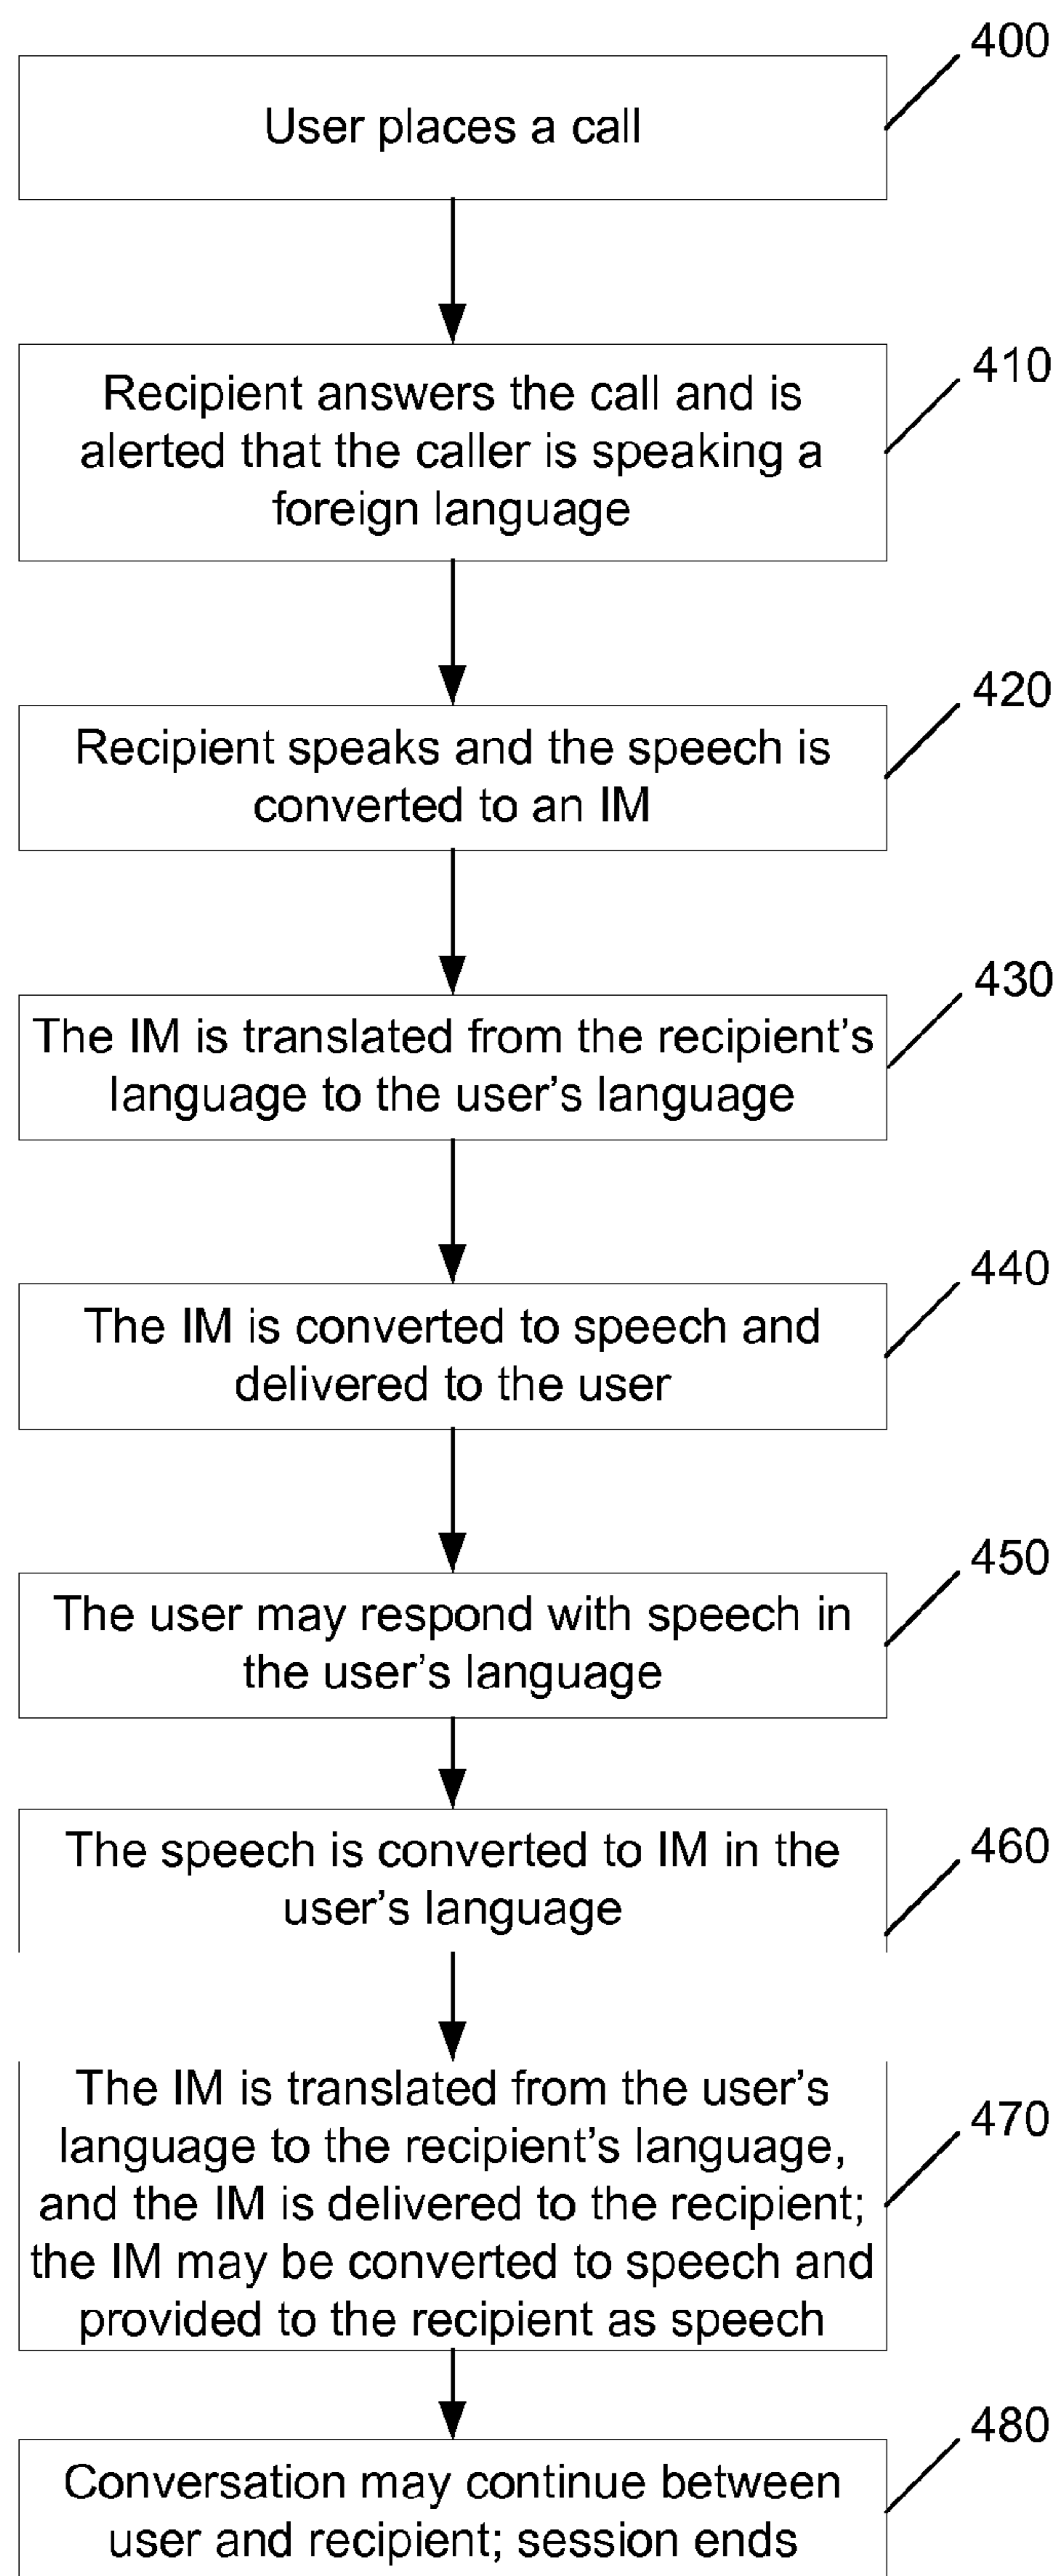 400
User places a call
410
Recipient answers the call and is
alerted that the caller is speaking a
foreign language
420
Recipient speaks and the speech is
converted to an IM
430
The IM is translated from the recipient's
language to the user's language
440
The IM is converted to speech and
delivered to the user
450
The user may respond with speech in
the user's language
460
The speech is converted to IM in the
user's language
470
The IM is translated from the user's
language to the recipient's language,
and the IM is delivered to the recipient;
the IM may be converted to speech and
provided to the recipient as speech
480
Conversation may continue between
user and recipient; session ends